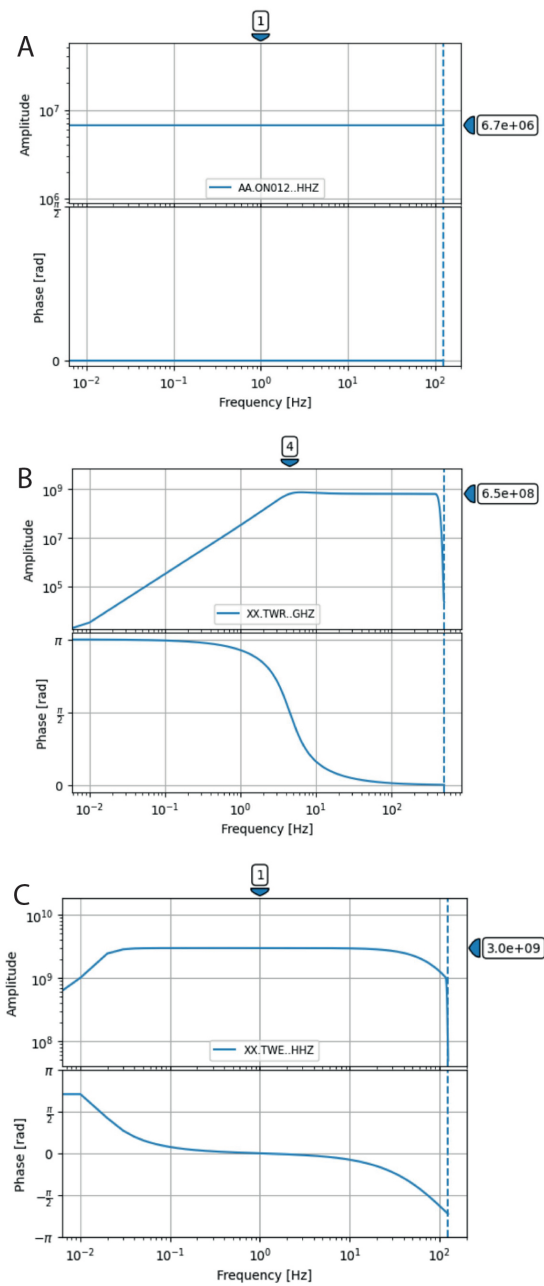 A
1
Amplitude
10^7
10^6
6.7e+06
AA.ON012..HHZ
Phase [rad]
π/2
0
10^-2 10^-1 10^0 10^1 10^2
Frequency [Hz]
B
4
Amplitude
10^9
10^7
10^5
6.5e+08
XX.TWR..GHZ
Phase [rad]
π
π/2
0
10^-2 10^-1 10^0 10^1 10^2
Frequency [Hz]
C
1
Amplitude
10^10
10^9
10^8
3.0e+09
XX.TWE..HHZ
Phase [rad]
π
π/2
0
-π/2
-π
10^-2 10^-1 10^0 10^1 10^2
Frequency [Hz]